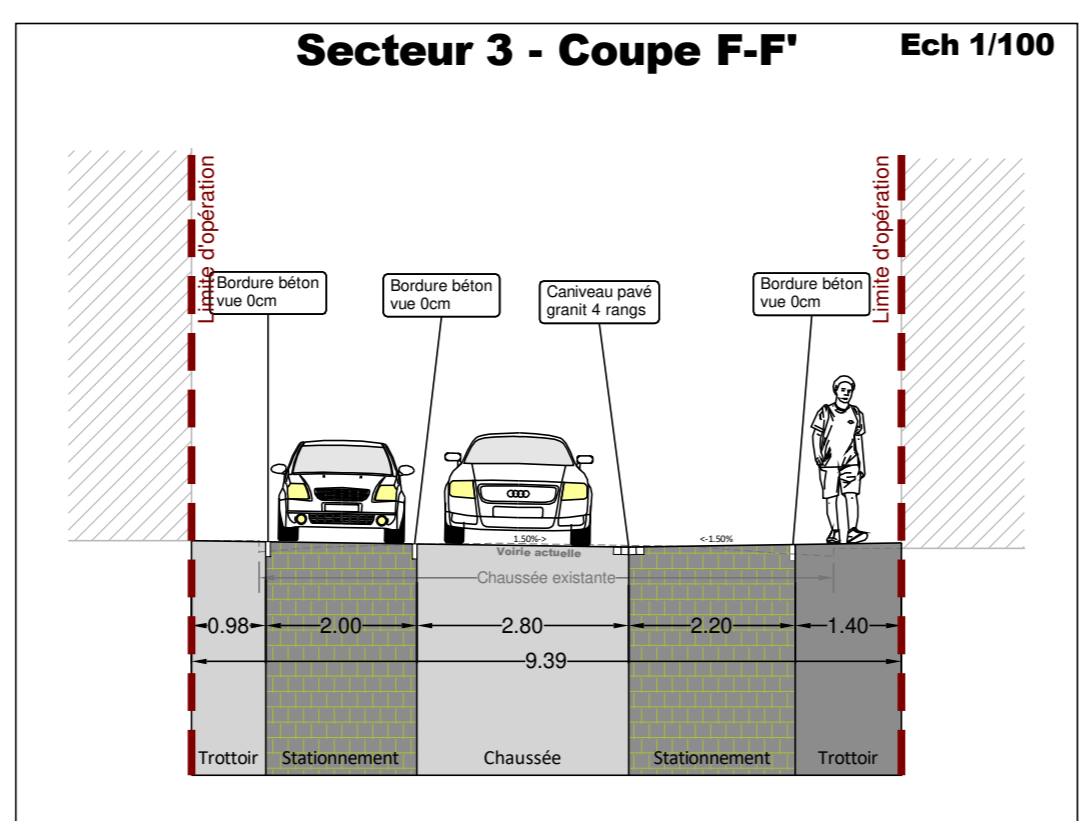 Secteur 3 - Coupe F-F'
Ech 1/100
Limite d'opération
Limite d'opération
Bordure béton
vue 0cm
Bordure béton
vue 0cm
Caniveau pavé
granit 4 rangs
Bordure béton
vue 0cm
1.50%->
<-1.50%
Voirie actuelle
Chaussée existante
0.98
2.00
2.80
2.20
1.40
9.39
Trottoir
Stationnement
Chaussée
Stationnement
Trottoir